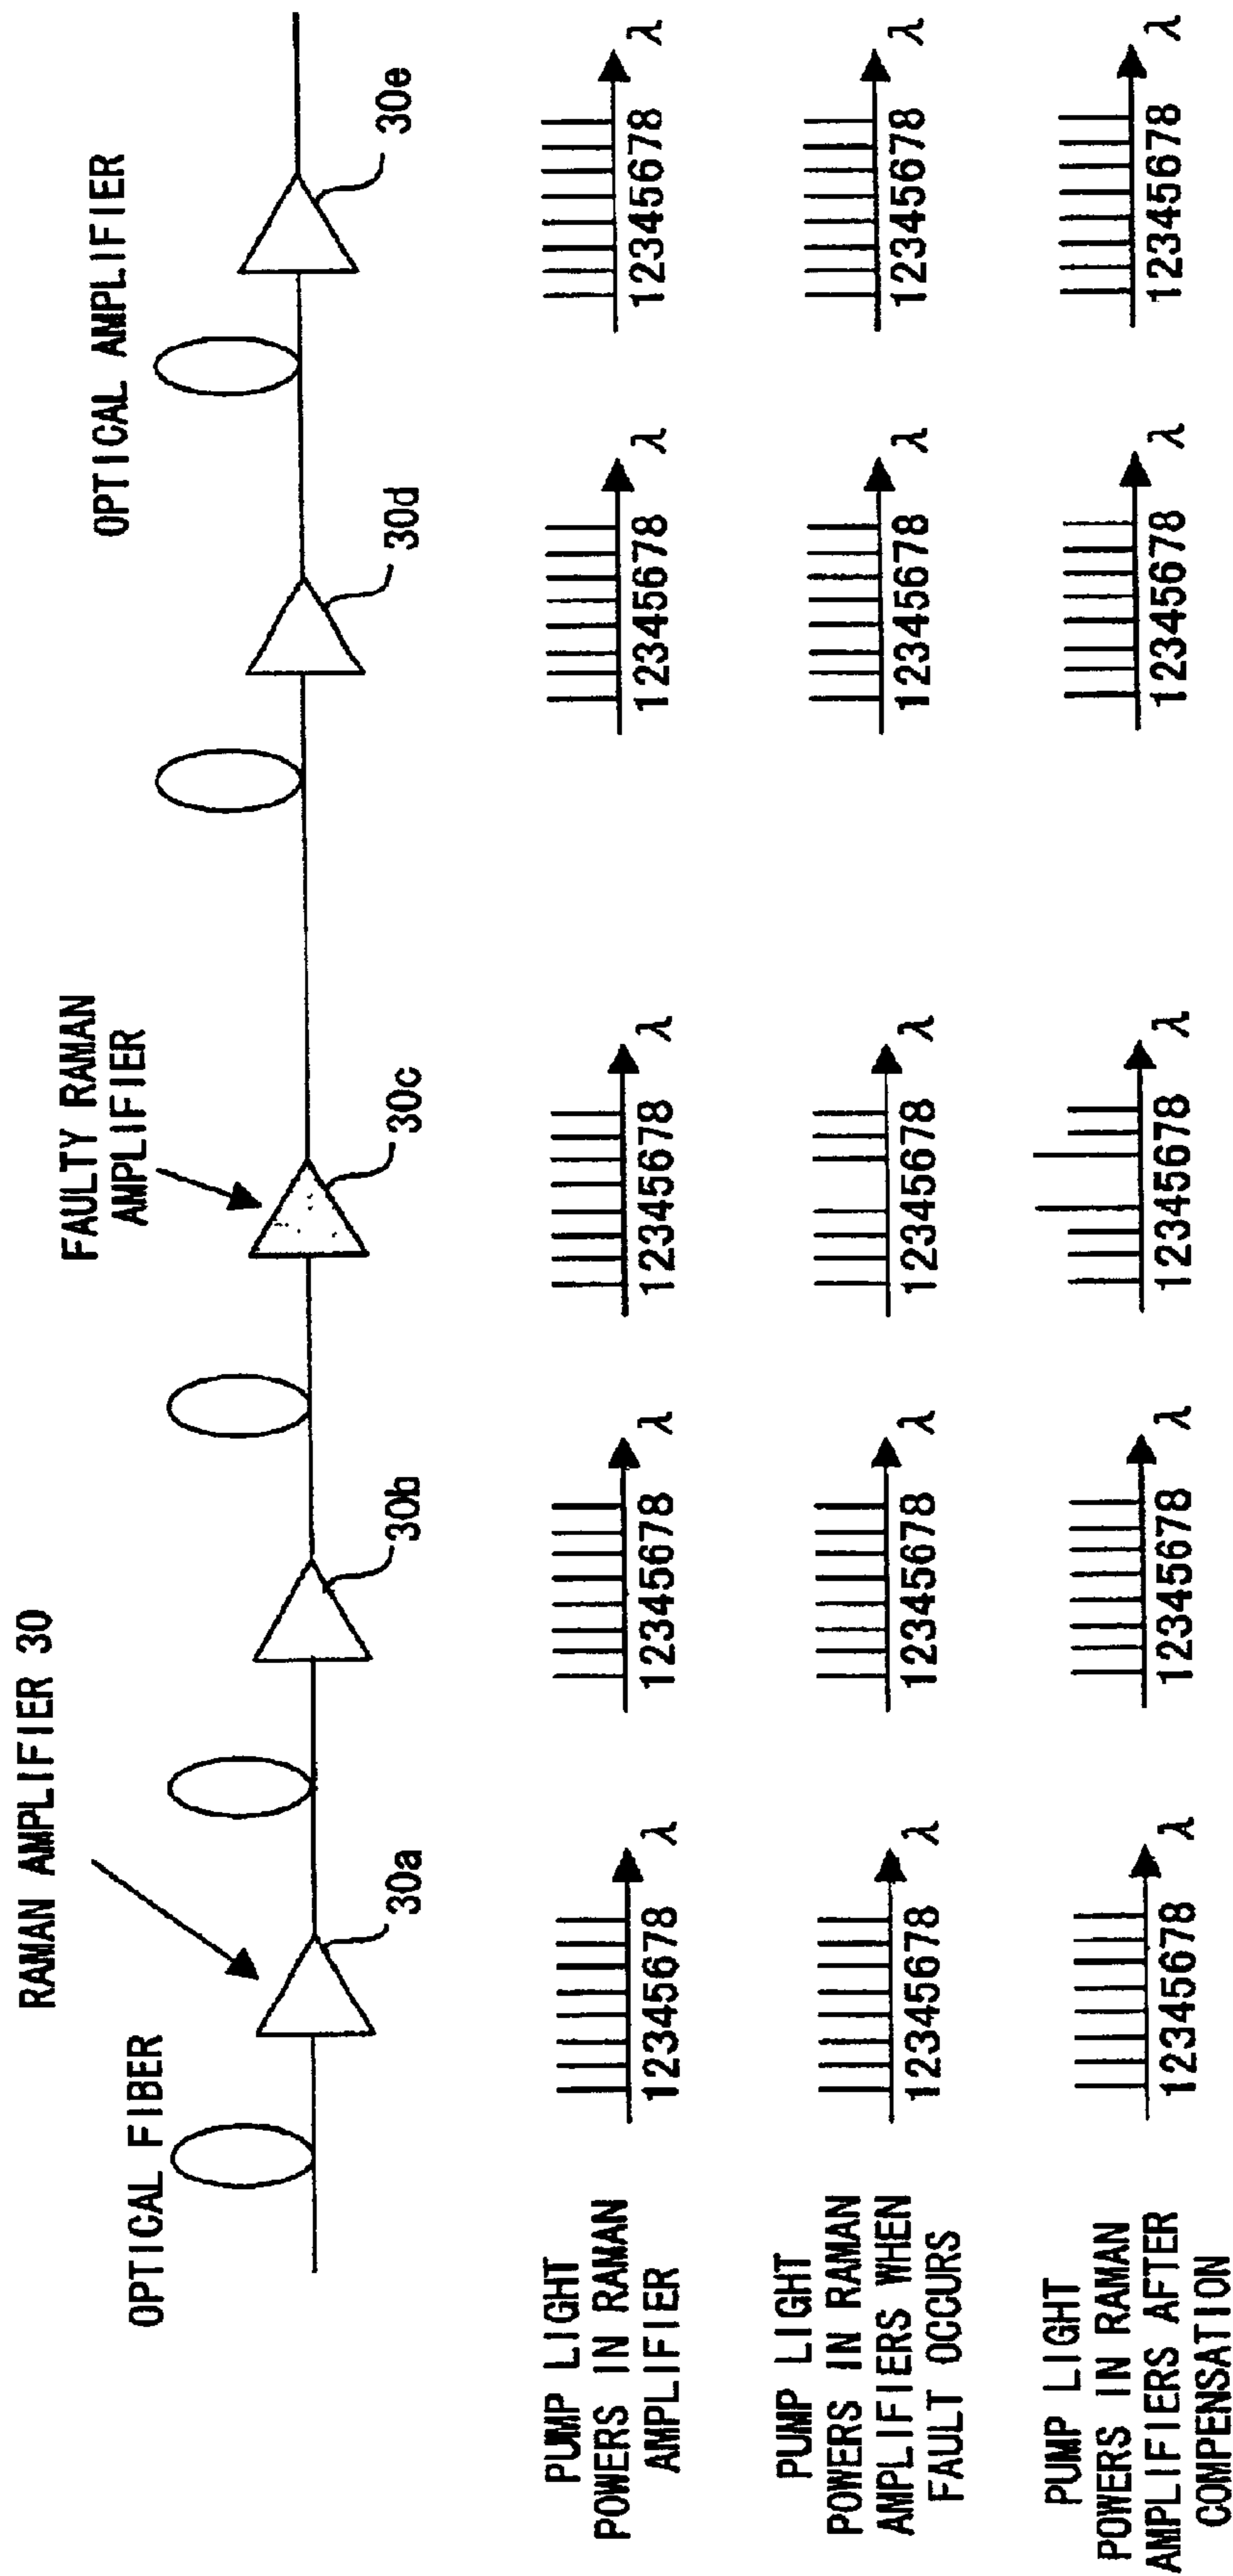 RAMAN AMPLIFIER 30
FAULTY RAMAN
AMPLIFIER
OPTICAL AMPLIFIER
OPTICAL FIBER
30a
30b
30c
30d
30e
PUMP LIGHT
POWERS IN RAMAN
AMPLIFIER
λ
12345678
λ
12345678
λ
12345678
λ
12345678
λ
12345678
PUMP LIGHT
POWERS IN RAMAN
AMPLIFIERS WHEN
FAULT OCCURS
λ
12345678
λ
12345678
λ
12345678
λ
12345678
λ
12345678
PUMP LIGHT
POWERS IN RAMAN
AMPLIFIERS AFTER
COMPENSATION
λ
12345678
λ
12345678
λ
12345678
λ
12345678
λ
12345678